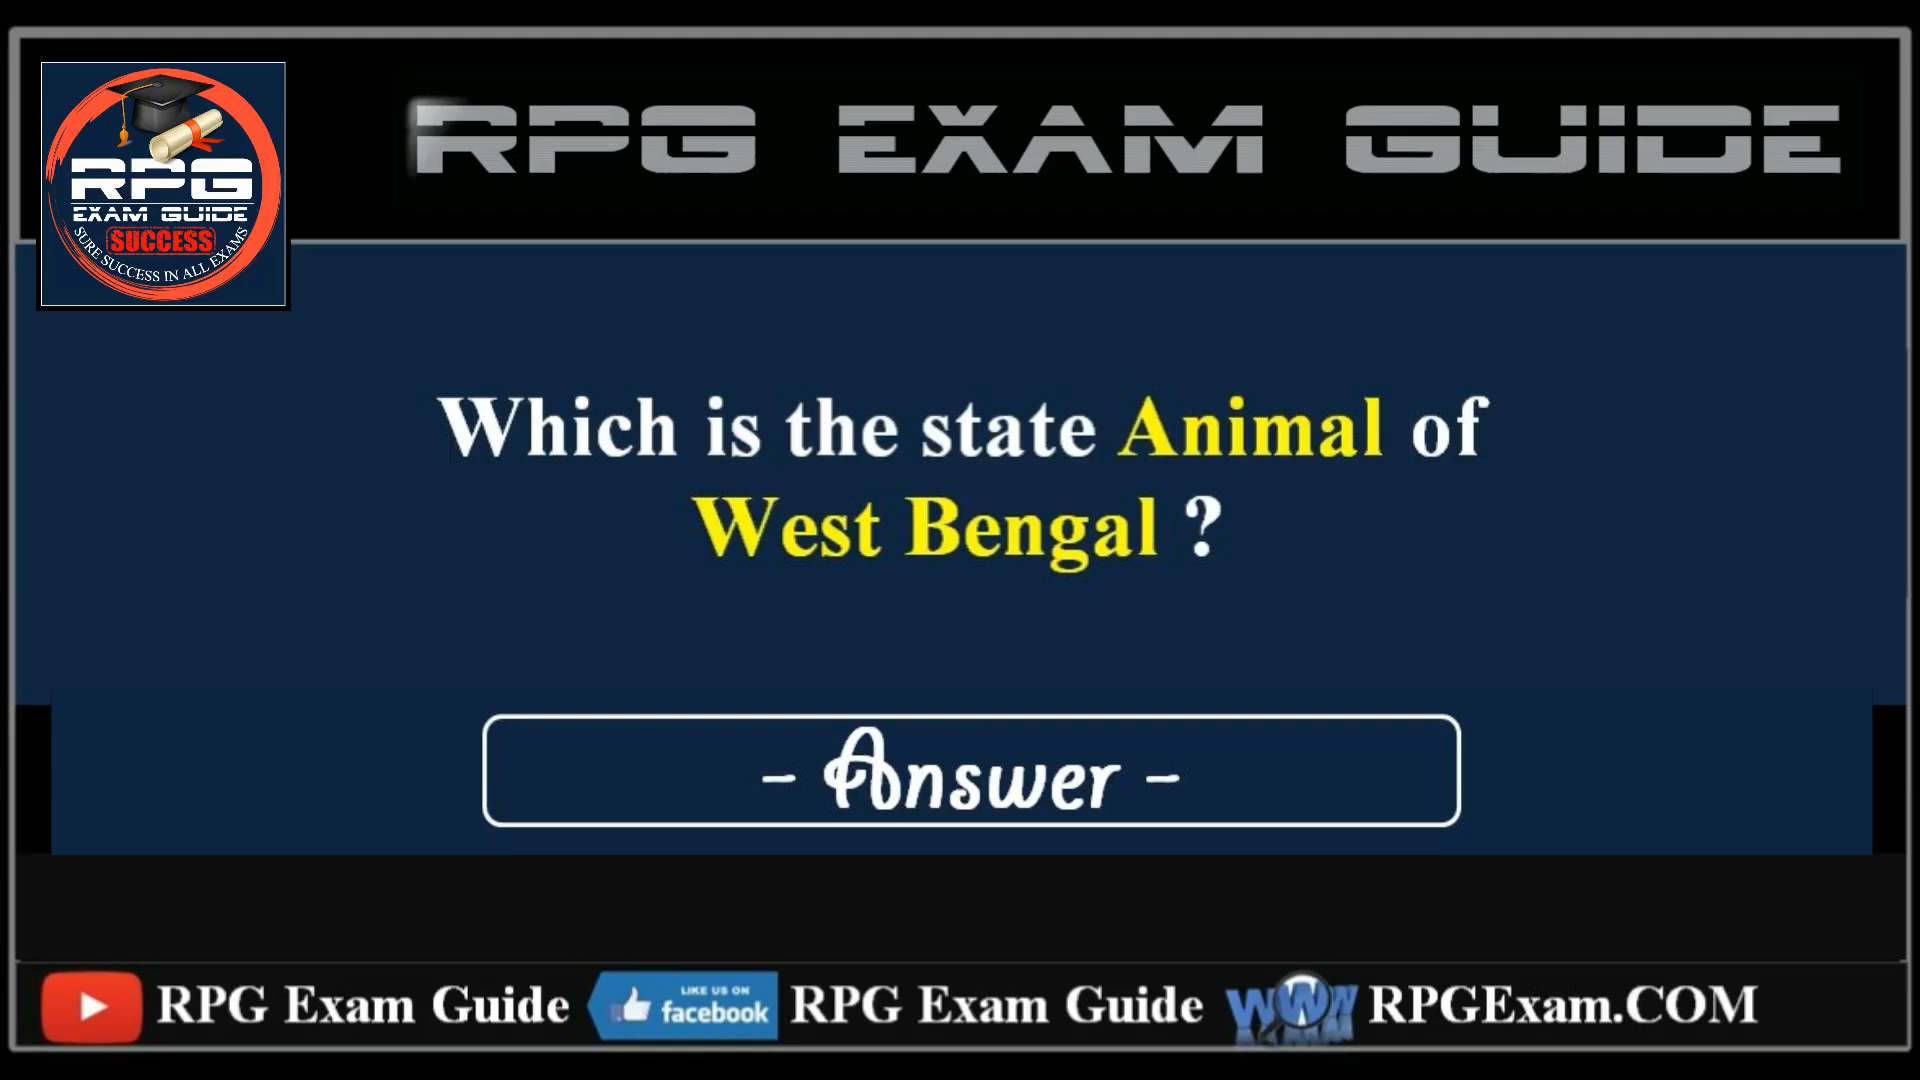 RPG EXAM GUIDE
RPG
EXAM GUIDE
SUCCESS
SURE SUCCESS IN ALL EXAMS
Which is the state Animal of
West Bengal ?
- Answer -
RPG Exam Guide
LIKE US ON
facebook
RPG Exam Guide
WWW
RPGExam.COM